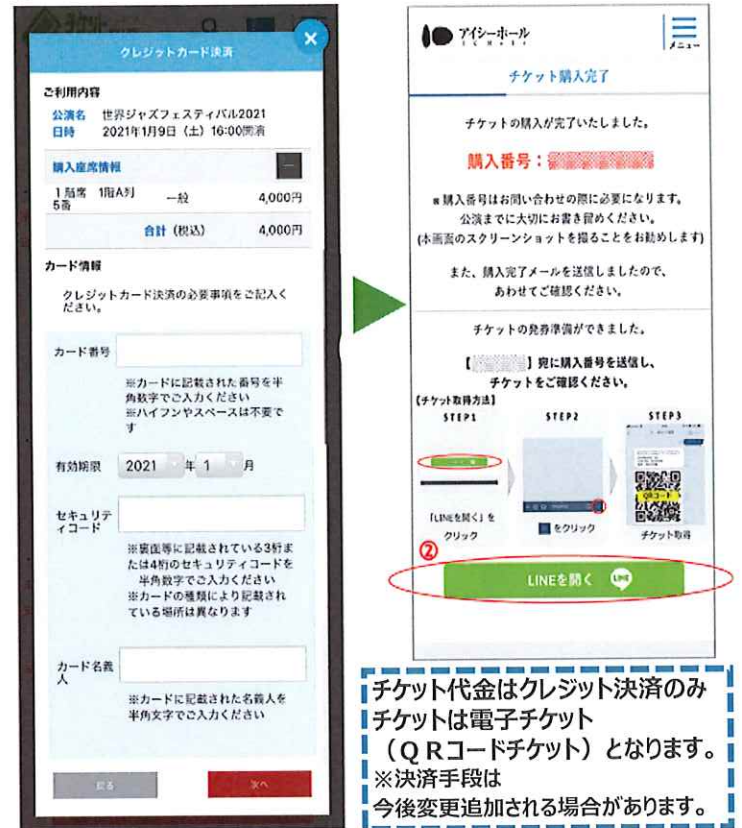 クレジットカード決済
ご利用内容
公演名 世界ジャズフェスティバル2021
日時 2021年1月9日（土）16:00開演
購入座席情報
1階席 1階A列 一般 4,000円
5番
合計（税込） 4,000円
カード情報
クレジットカード決済の必要事項をご記入く
ださい。
カード番号
※カードに記載された番号を半
角数字でご入力ください
※ハイフンやスペースは不要で
す
有効期限 2021 年 1 月
セキュリテ
ィコード
※裏面等に記載されている3桁ま
たは4桁のセキュリティコードを
半角数字でご入力ください
※カードの種類により記載され
ている場所は異なります
カード名義
人
※カードに記載された名義人を
半角文字でご入力ください
戻る 次へ
アイシーホール
メニュー
チケット購入完了
チケットの購入が完了いたしました。
購入番号：
※購入番号はお問い合わせの際に必要になります。
公演までに大切にお書き留めください。
(本画面のスクリーンショットを撮ることをお勧めします)
また、購入完了メールを送信しましたので、
あわせてご確認ください。
チケットの発券準備ができました。
【 】宛に購入番号を送信し、
チケットをご確認ください。
【チケット取得方法】
STEP1 STEP2 STEP3
QRコード
「LINEを開く」を
クリック
をクリック
チケット取得
②
LINEを開く LINE
チケット代金はクレジット決済のみ
チケットは電子チケット
（ＱＲコードチケット）となります。
※決済手段は
今後変更追加される場合があります。